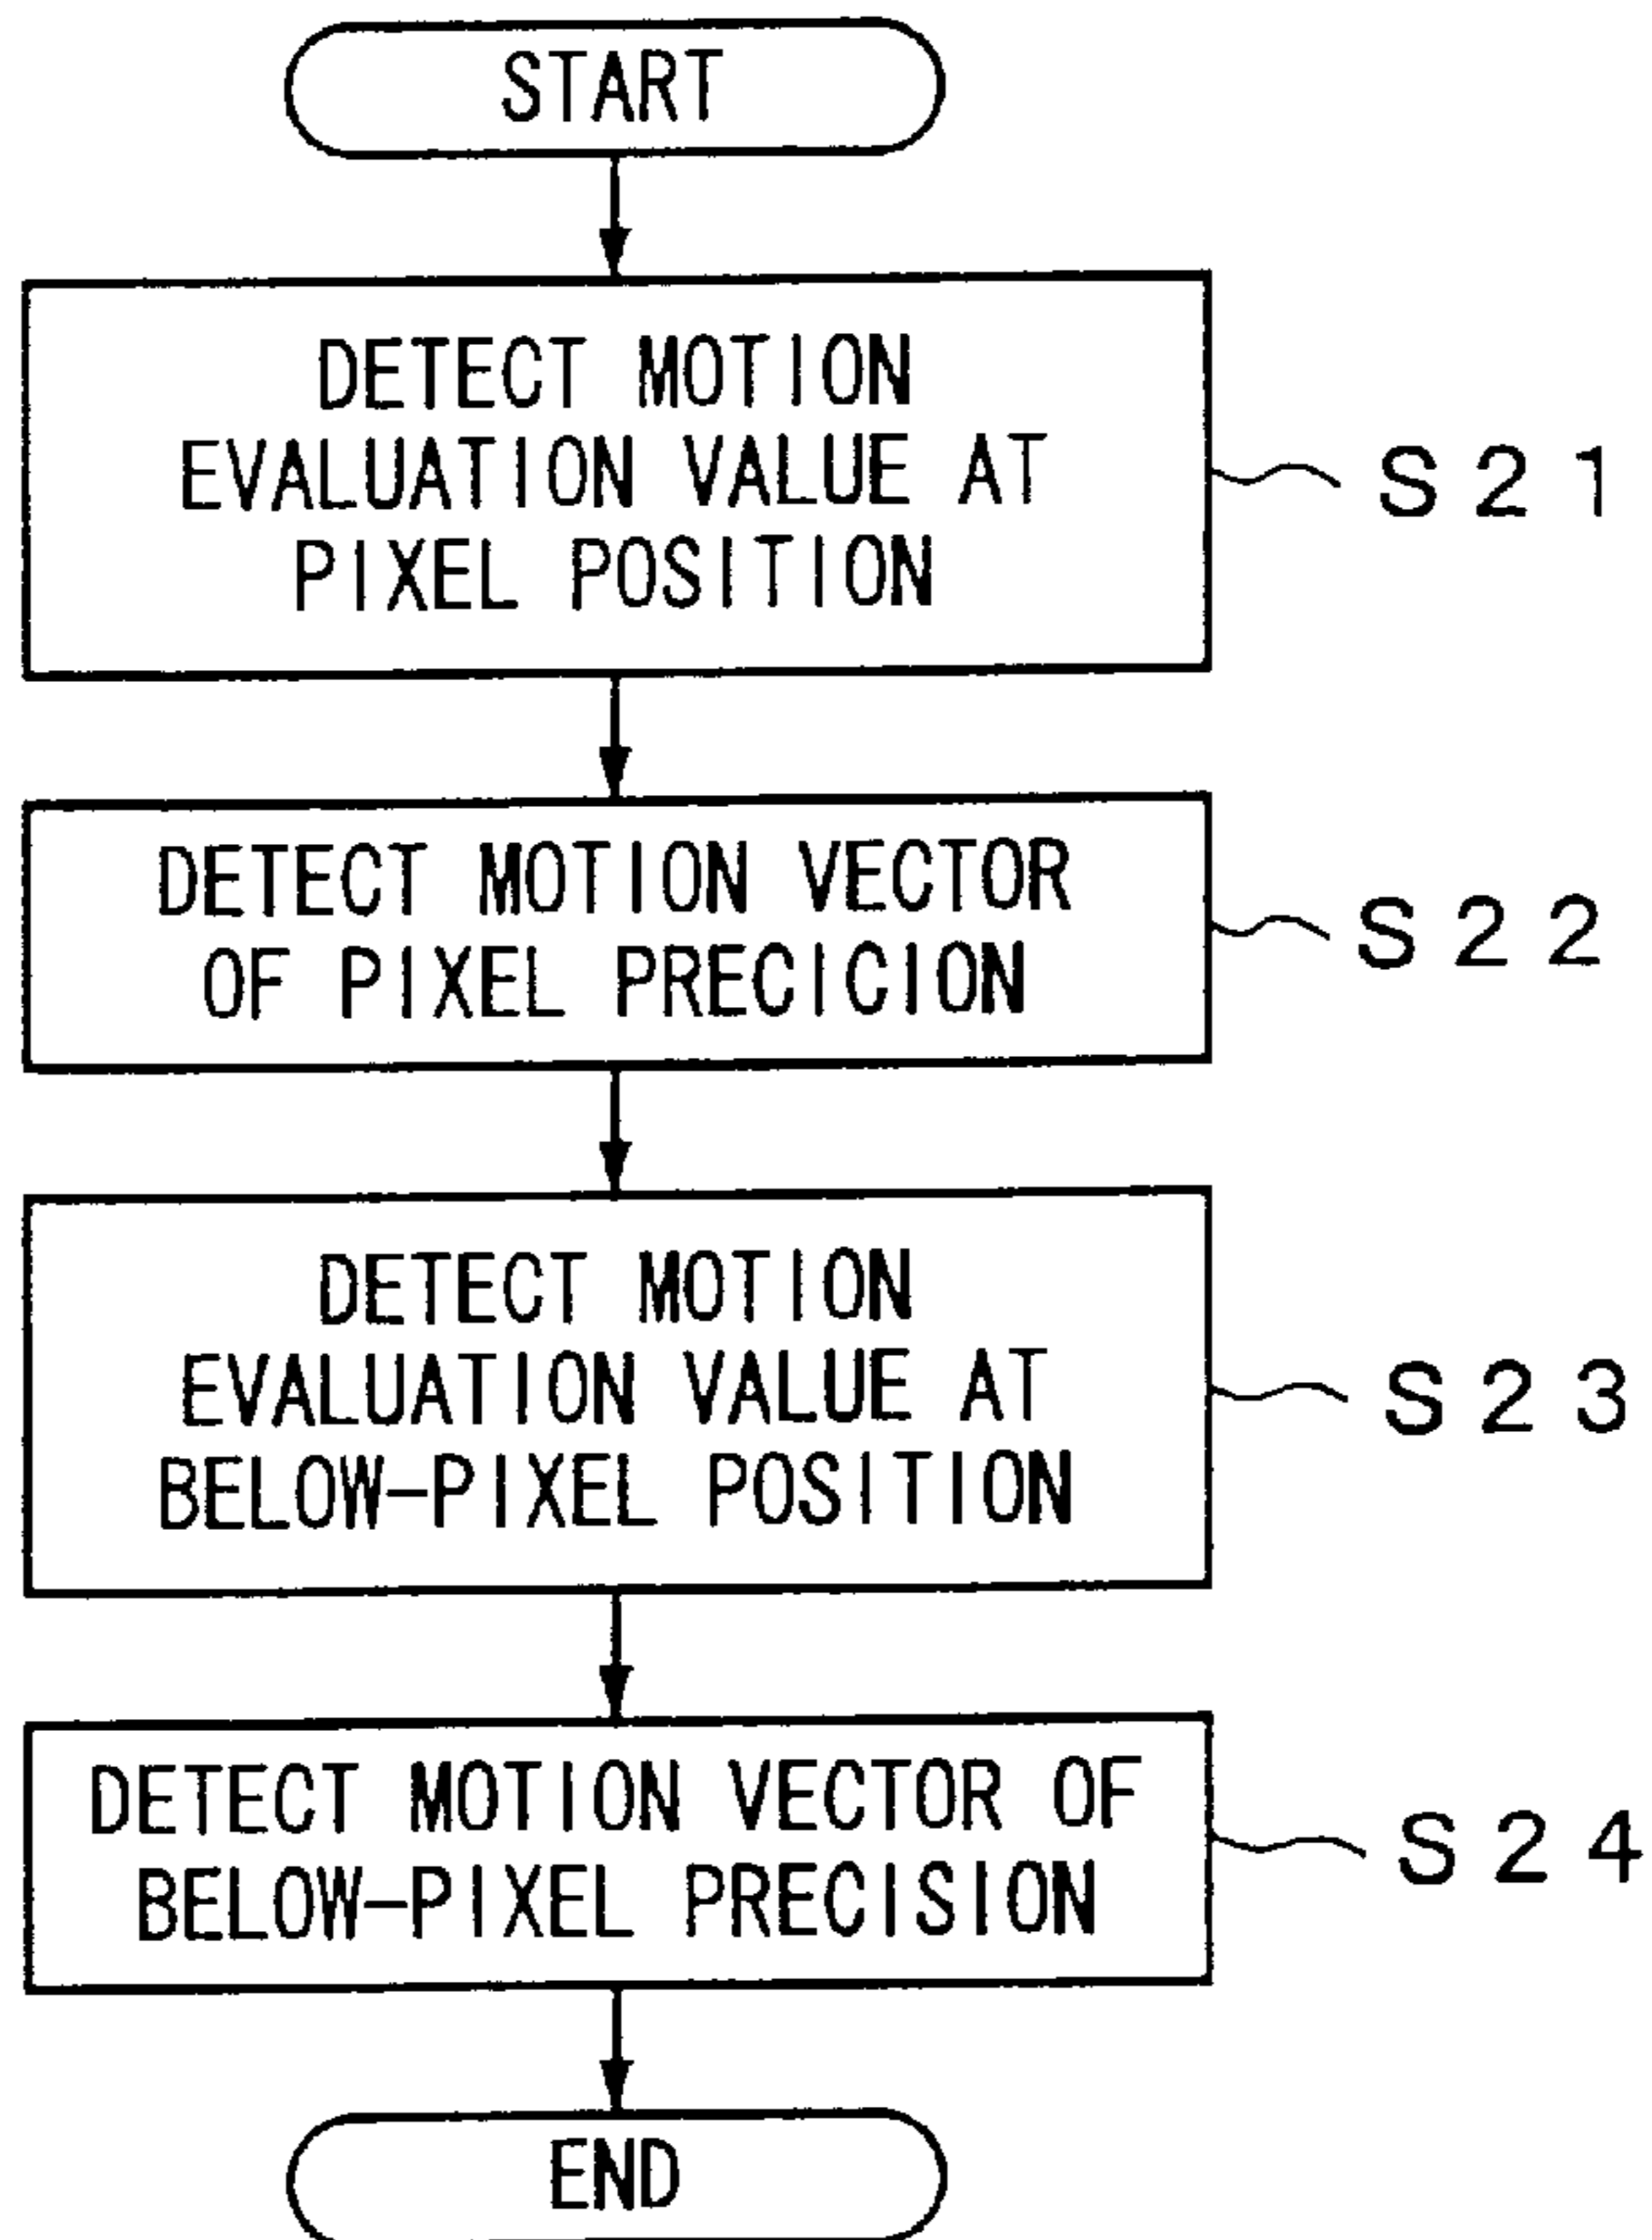 START
DETECT MOTION
EVALUATION VALUE AT
PIXEL POSITION
S21
DETECT MOTION VECTOR
OF PIXEL PRECICION
S22
DETECT MOTION
EVALUATION VALUE AT
BELOW-PIXEL POSITION
S23
DETECT MOTION VECTOR OF
BELOW-PIXEL PRECISION
S24
END